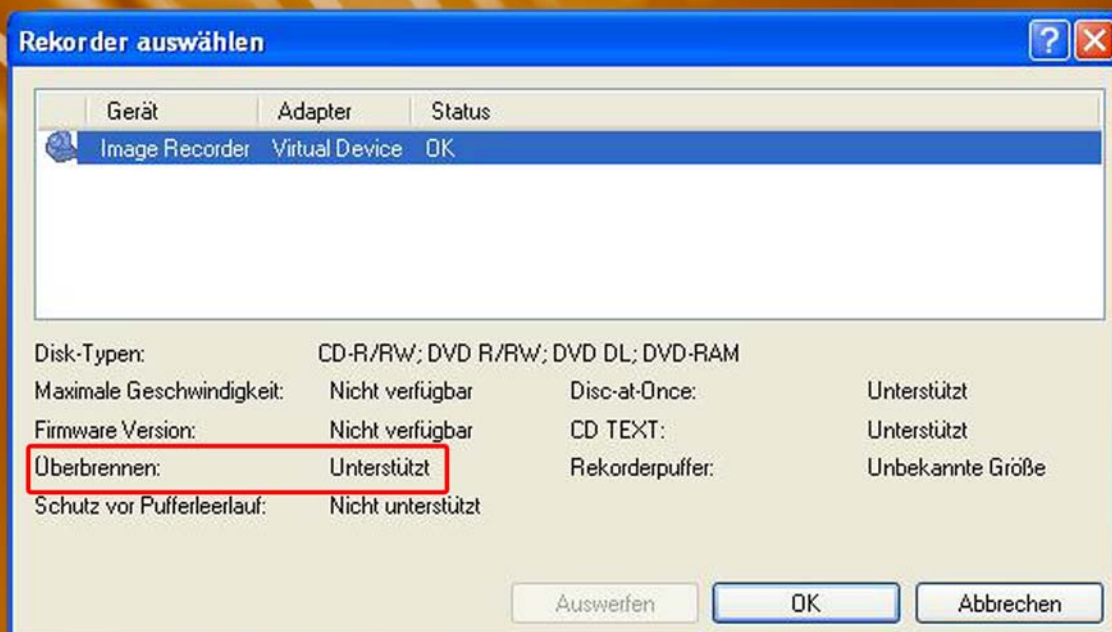 Rekorder auswählen
Gerät Adapter Status
Image Recorder Virtual Device OK
Disk-Typen: CD-R/RW; DVD R/RW; DVD DL; DVD-RAM
Maximale Geschwindigkeit: Nicht verfügbar Disc-at-Once: Unterstützt
Firmware Version: Nicht verfügbar CD TEXT: Unterstützt
Überbrennen: Unterstützt Rekorderpuffer: Unbekannte Größe
Schutz vor Pufferleerlauf: Nicht unterstützt
Auswerfen OK Abbrechen